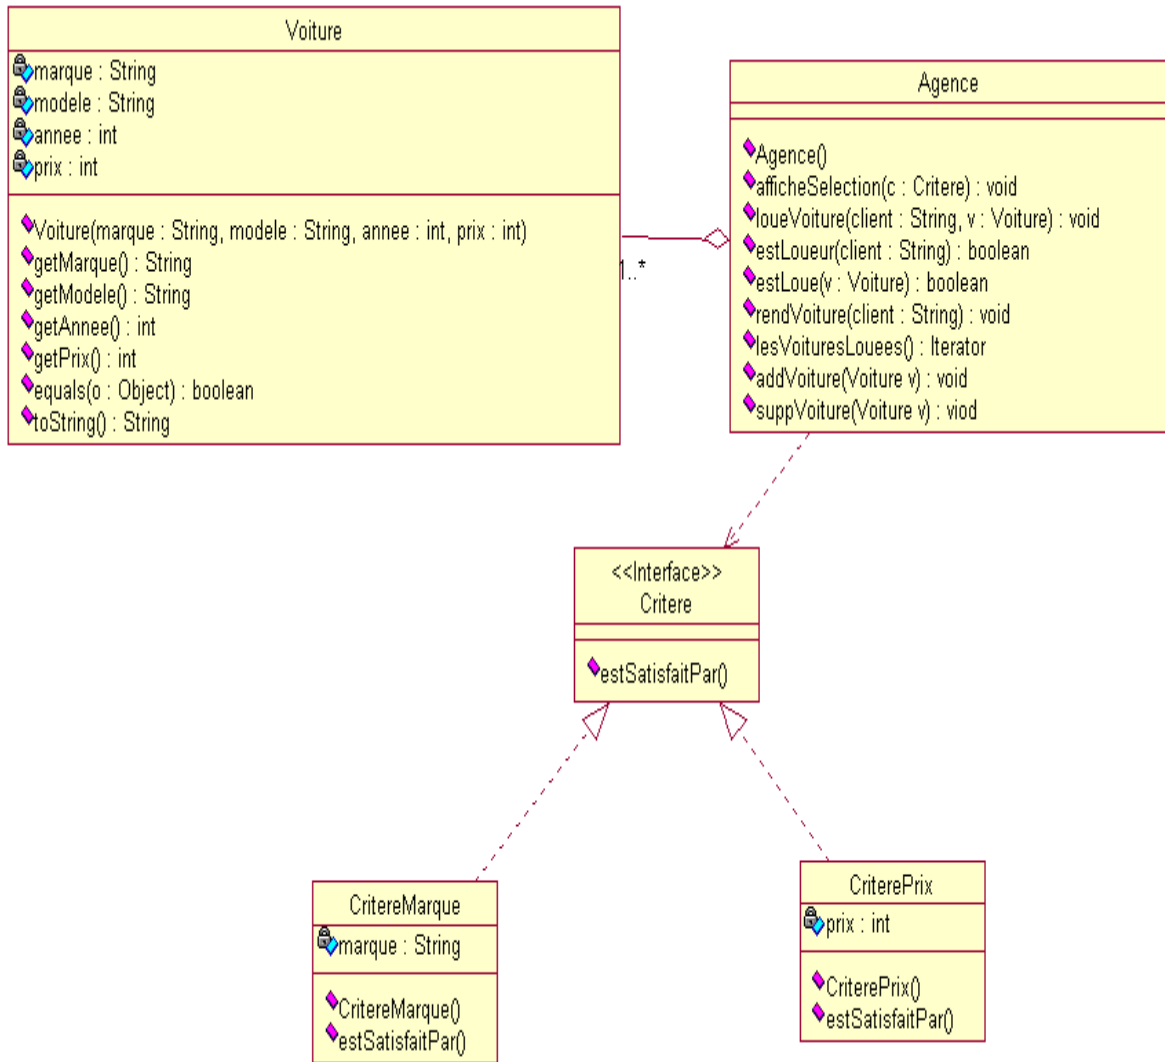 Voiture
marque : String
modele : String
annee : int
prix : int
Voiture(marque : String, modele : String, annee : int, prix : int)
getMarque() : String
getModele() : String
getAnnee() : int
getPrix() : int
equals(o : Object) : boolean
toString() : String
1..*
Agence
Agence()
afficheSelection(c : Critere) : void
loueVoiture(client : String, v : Voiture) : void
estLoueur(client : String) : boolean
estLoue(v : Voiture) : boolean
rendVoiture(client : String) : void
lesVoituresLouees() : Iterator
addVoiture(Voiture v) : void
suppVoiture(Voiture v) : viod
<<Interface>>
Critere
estSatisfaitPar()
CritereMarque
marque : String
CritereMarque()
estSatisfaitPar()
CriterePrix
prix : int
CriterePrix()
estSatisfaitPar()